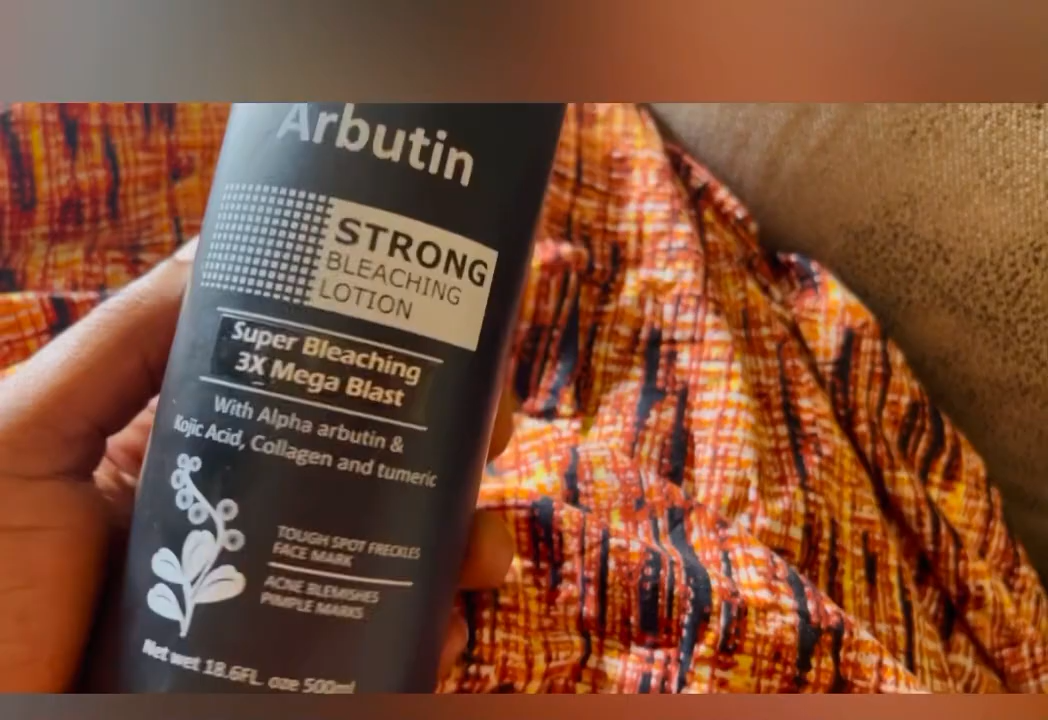 Arbutin
STRONG
BLEACHING
LOTION
Super Bleaching
3X Mega Blast
With Alpha arbutin &
Kojic Acid, Collagen and tumeric
TOUGH SPOT FRECKLES
FACE MARK
ACNE BLEMISHES
PIMPLE MARKS
Net wet 18.6FL. oze 500ml